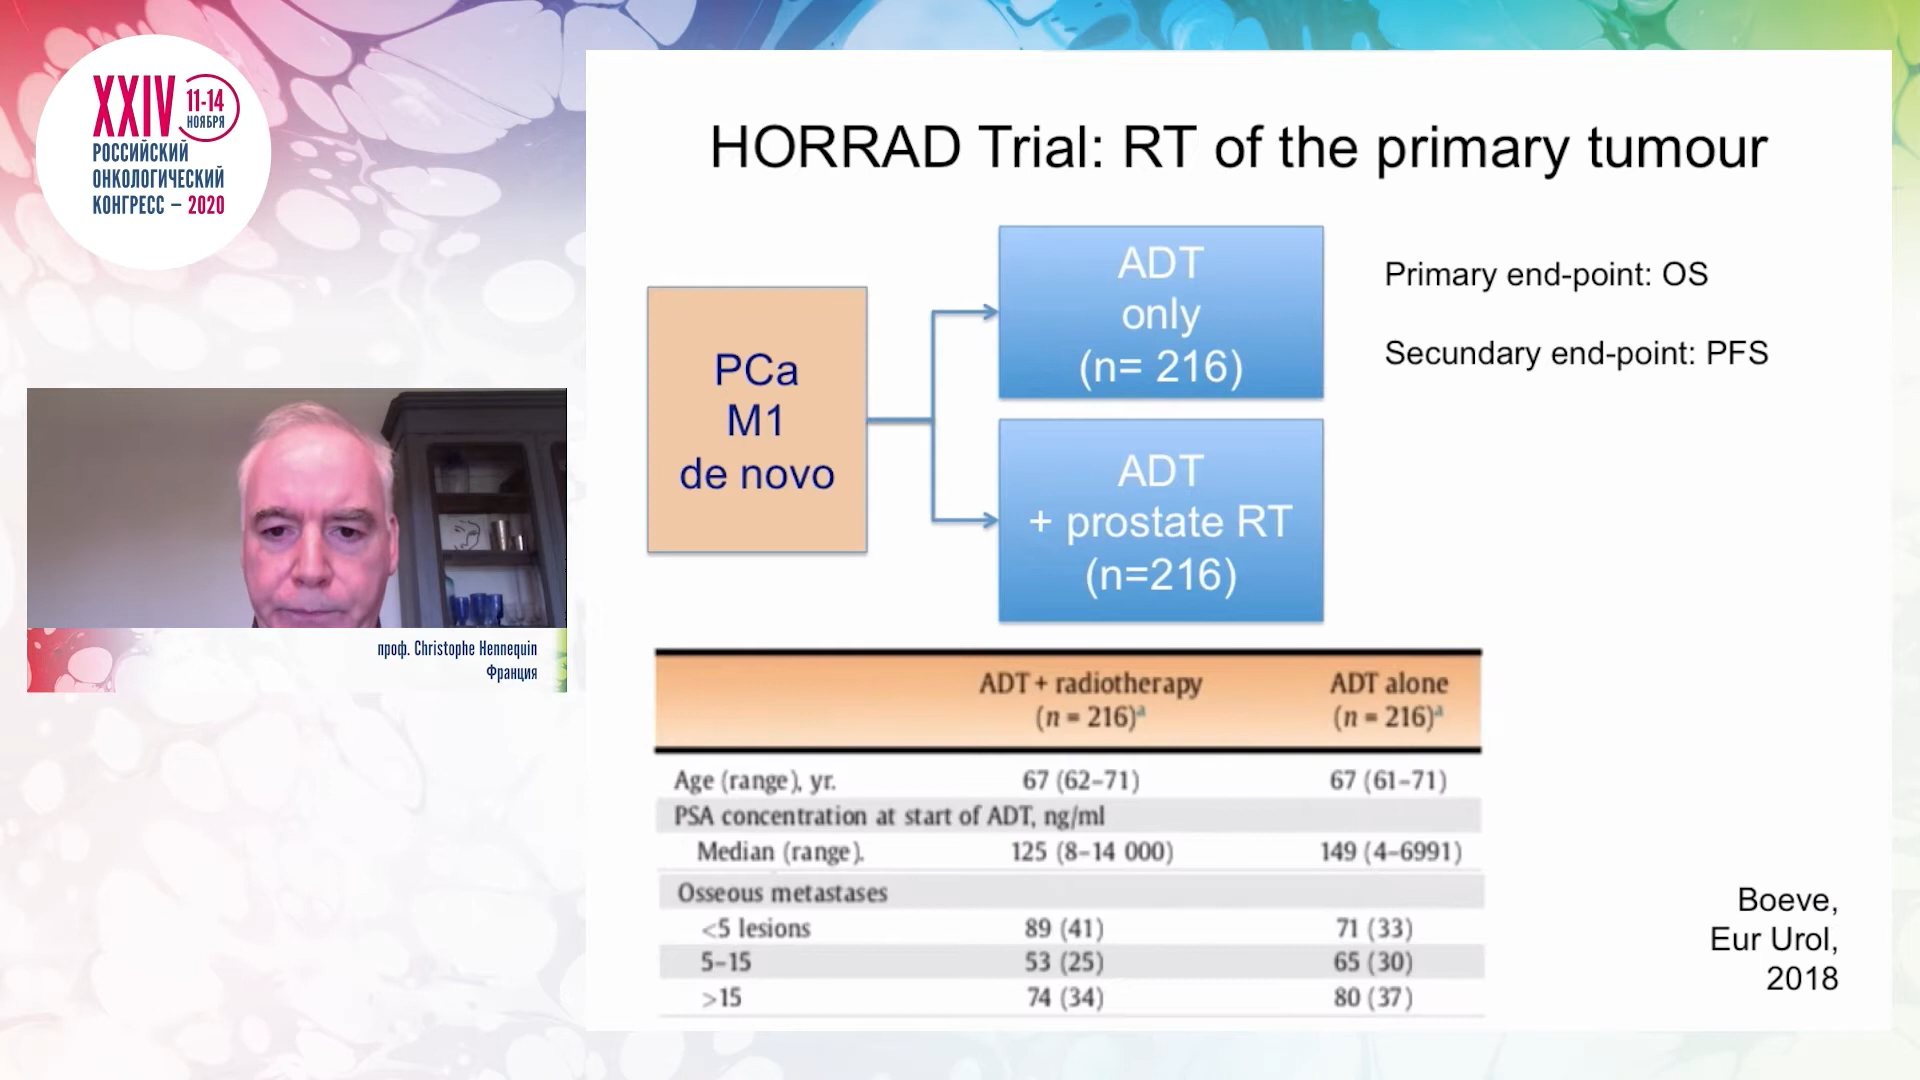 XXIV 11-14 НОЯБРЯ
РОССИЙСКИЙ
ОНКОЛОГИЧЕСКИЙ
КОНГРЕСС – 2020
проф. Christophe Hennequin
Франция
HORRAD Trial: RT of the primary tumour
PCa
M1
de novo
ADT
only
(n= 216)
ADT
+ prostate RT
(n=216)
Primary end-point: OS
Secundary end-point: PFS
ADT + radiotherapy ADT alone
(n = 216)a (n = 216)a
Age (range), yr. 67 (62–71) 67 (61–71)
PSA concentration at start of ADT, ng/ml
Median (range). 125 (8–14 000) 149 (4–6991)
Osseous metastases
<5 lesions 89 (41) 71 (33)
5–15 53 (25) 65 (30)
>15 74 (34) 80 (37)
Boeve,
Eur Urol,
2018